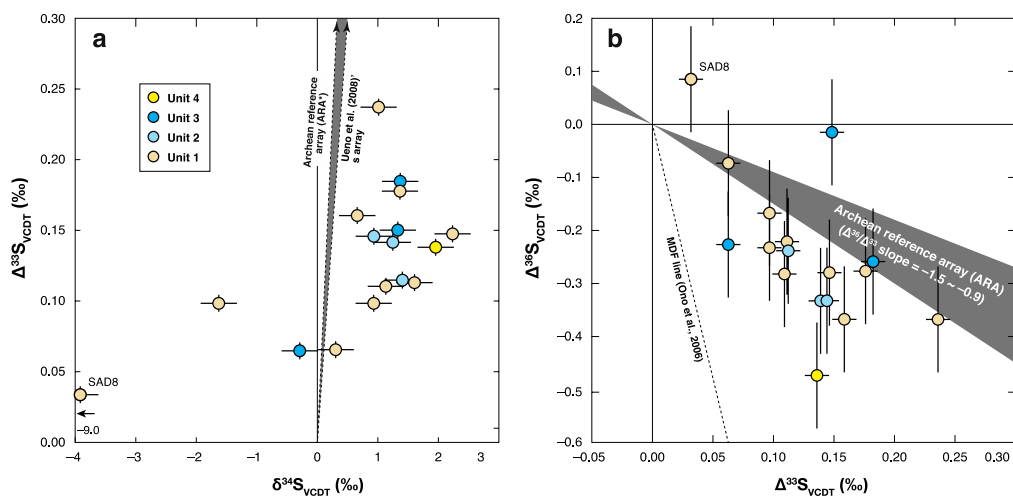 a
0.30
0.25
0.20
0.15
0.10
0.05
0.00
Δ³³S_VCDT (‰)
Unit 4
Unit 3
Unit 2
Unit 1
Archean reference
array (ARA*)
Ueno et al. (2008)'
s array
SAD8
−9.0
−4
−3
−2
−1
0
1
2
3
δ³⁴S_VCDT (‰)
b
0.2
0.1
0.0
−0.1
−0.2
−0.3
−0.4
−0.5
−0.6
Δ³⁶S_VCDT (‰)
SAD8
MDF line (Ono et al., 2006)
Archean reference array (ARA)
(Δ³⁶/Δ³³ slope = −1.5 ~ −0.9)
−0.05
0.00
0.05
0.10
0.15
0.20
0.25
0.30
Δ³³S_VCDT (‰)